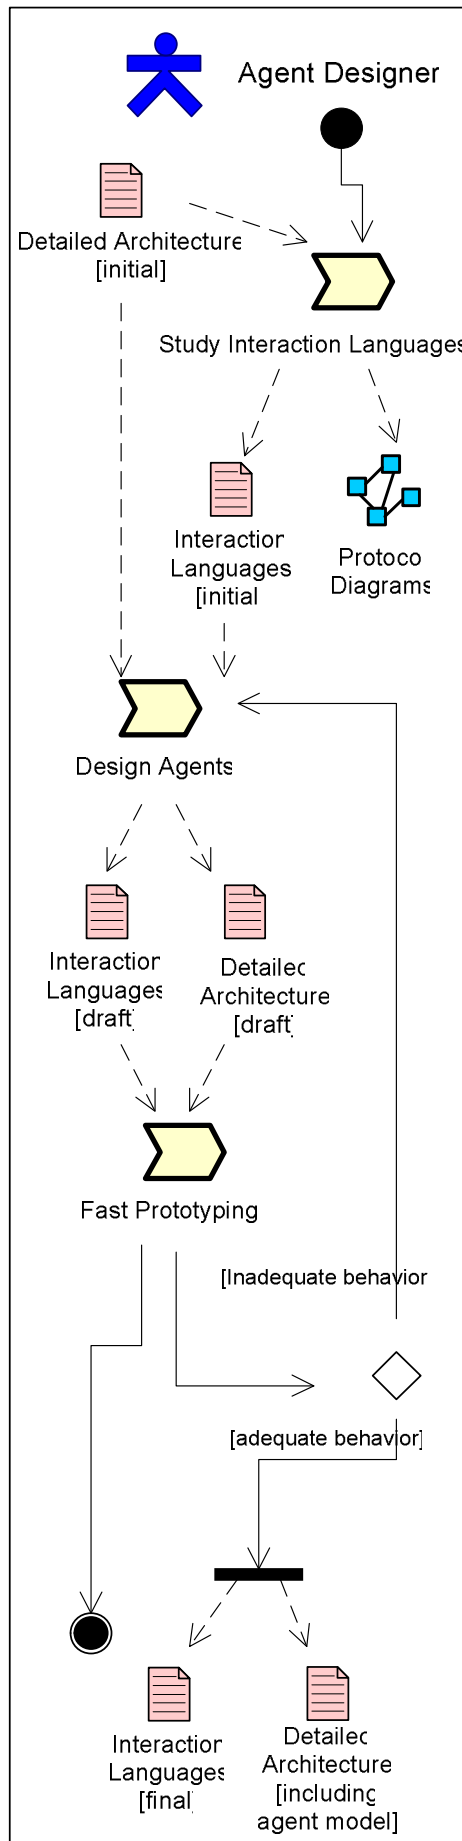 Agent Designer
Detailed Architecture
[initial]
Study Interaction Languages
Interaction
Languages
[initial
Protoco
Diagrams
Design Agents
Interaction
Languages
[draft]
Detailed
Architecture
[draft]
Fast Prototyping
[Inadequate behavior
[adequate behavior]
Interaction
Languages
[final]
Detailed
Architecture
[including
agent model]